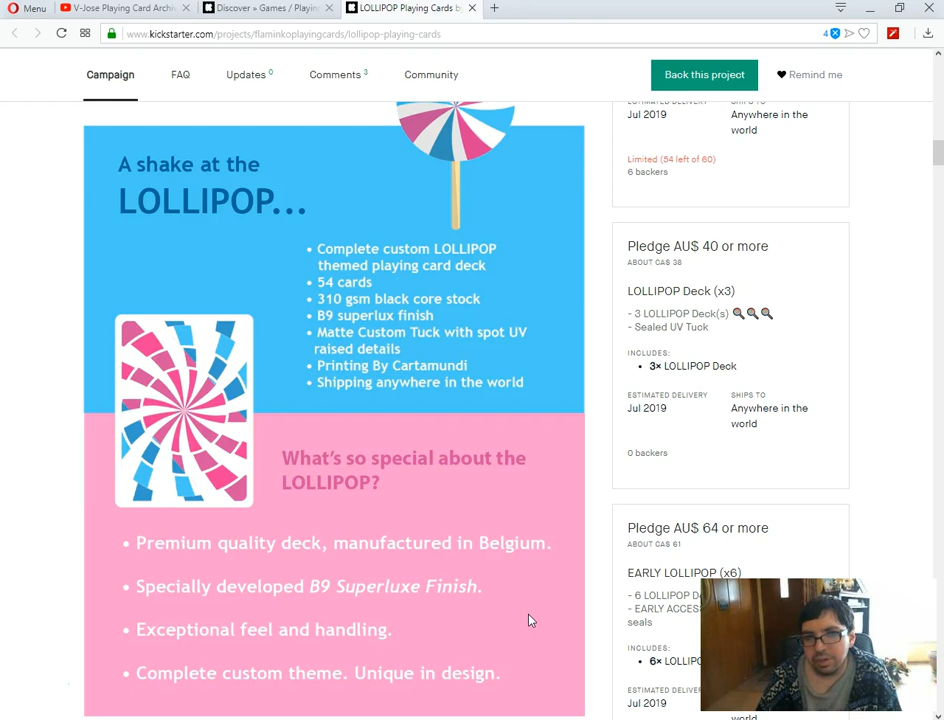 Menu
V-Jose Playing Card Archi
Discover » Games / Playin
LOLLIPOP Playing Cards by
www.kickstarter.com/projects/flaminkoplayingcards/lollipop-playing-cards
4
Campaign
FAQ
Updates 0
Comments 3
Community
Back this project
Remind me
A shake at the
LOLLIPOP...
• Complete custom LOLLIPOP
themed playing card deck
• 54 cards
• 310 gsm black core stock
• B9 superlux finish
• Matte Custom Tuck with spot UV
raised details
• Printing By Cartamundi
• Shipping anywhere in the world
What's so special about the
LOLLIPOP?
• Premium quality deck, manufactured in Belgium.
• Specially developed B9 Superluxe Finish.
• Exceptional feel and handling.
• Complete custom theme. Unique in design.
ESTIMATED DELIVERY
SHIPS TO
Jul 2019
Anywhere in the
world
Limited (54 left of 60)
6 backers
Pledge AU$ 40 or more
ABOUT CA$ 38
LOLLIPOP Deck (x3)
- 3 LOLLIPOP Deck(s)
- Sealed UV Tuck
INCLUDES:
• 3× LOLLIPOP Deck
ESTIMATED DELIVERY
SHIPS TO
Jul 2019
Anywhere in the
world
0 backers
Pledge AU$ 64 or more
ABOUT CA$ 61
EARLY LOLLIPOP (x6)
- 6 LOLLIPOP D
- EARLY ACCES
seals
INCLUDES:
• 6× LOLLIPO
ESTIMATED DELIVER
Jul 2019
world